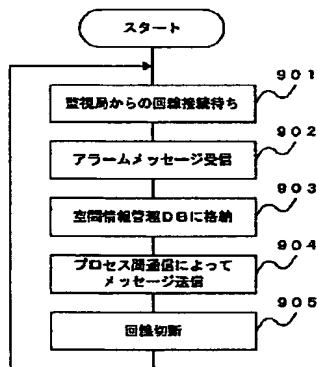 スタート
901
監視局からの回線接続待ち
902
アラームメッセージ受信
903
空間情報管理DBに格納
904
プロセス間通信によって
メッセージ送信
905
回線切断